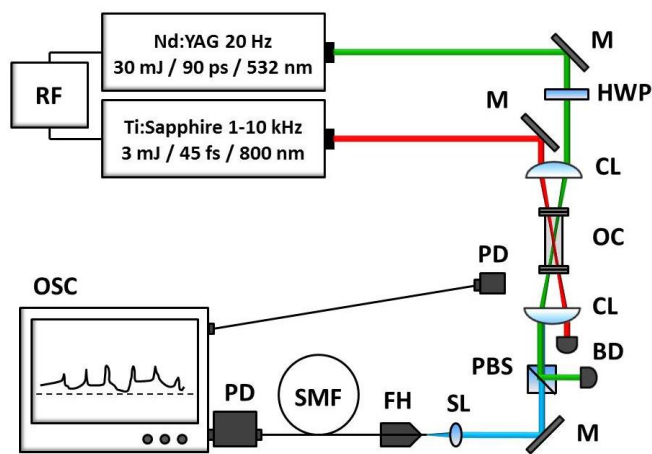 Nd:YAG 20 Hz
30 mJ / 90 ps / 532 nm
RF
Ti:Sapphire 1-10 kHz
3 mJ / 45 fs / 800 nm
M
HWP
M
CL
OC
PD
OSC
CL
BD
PBS
PD
SMF
FH
SL
M